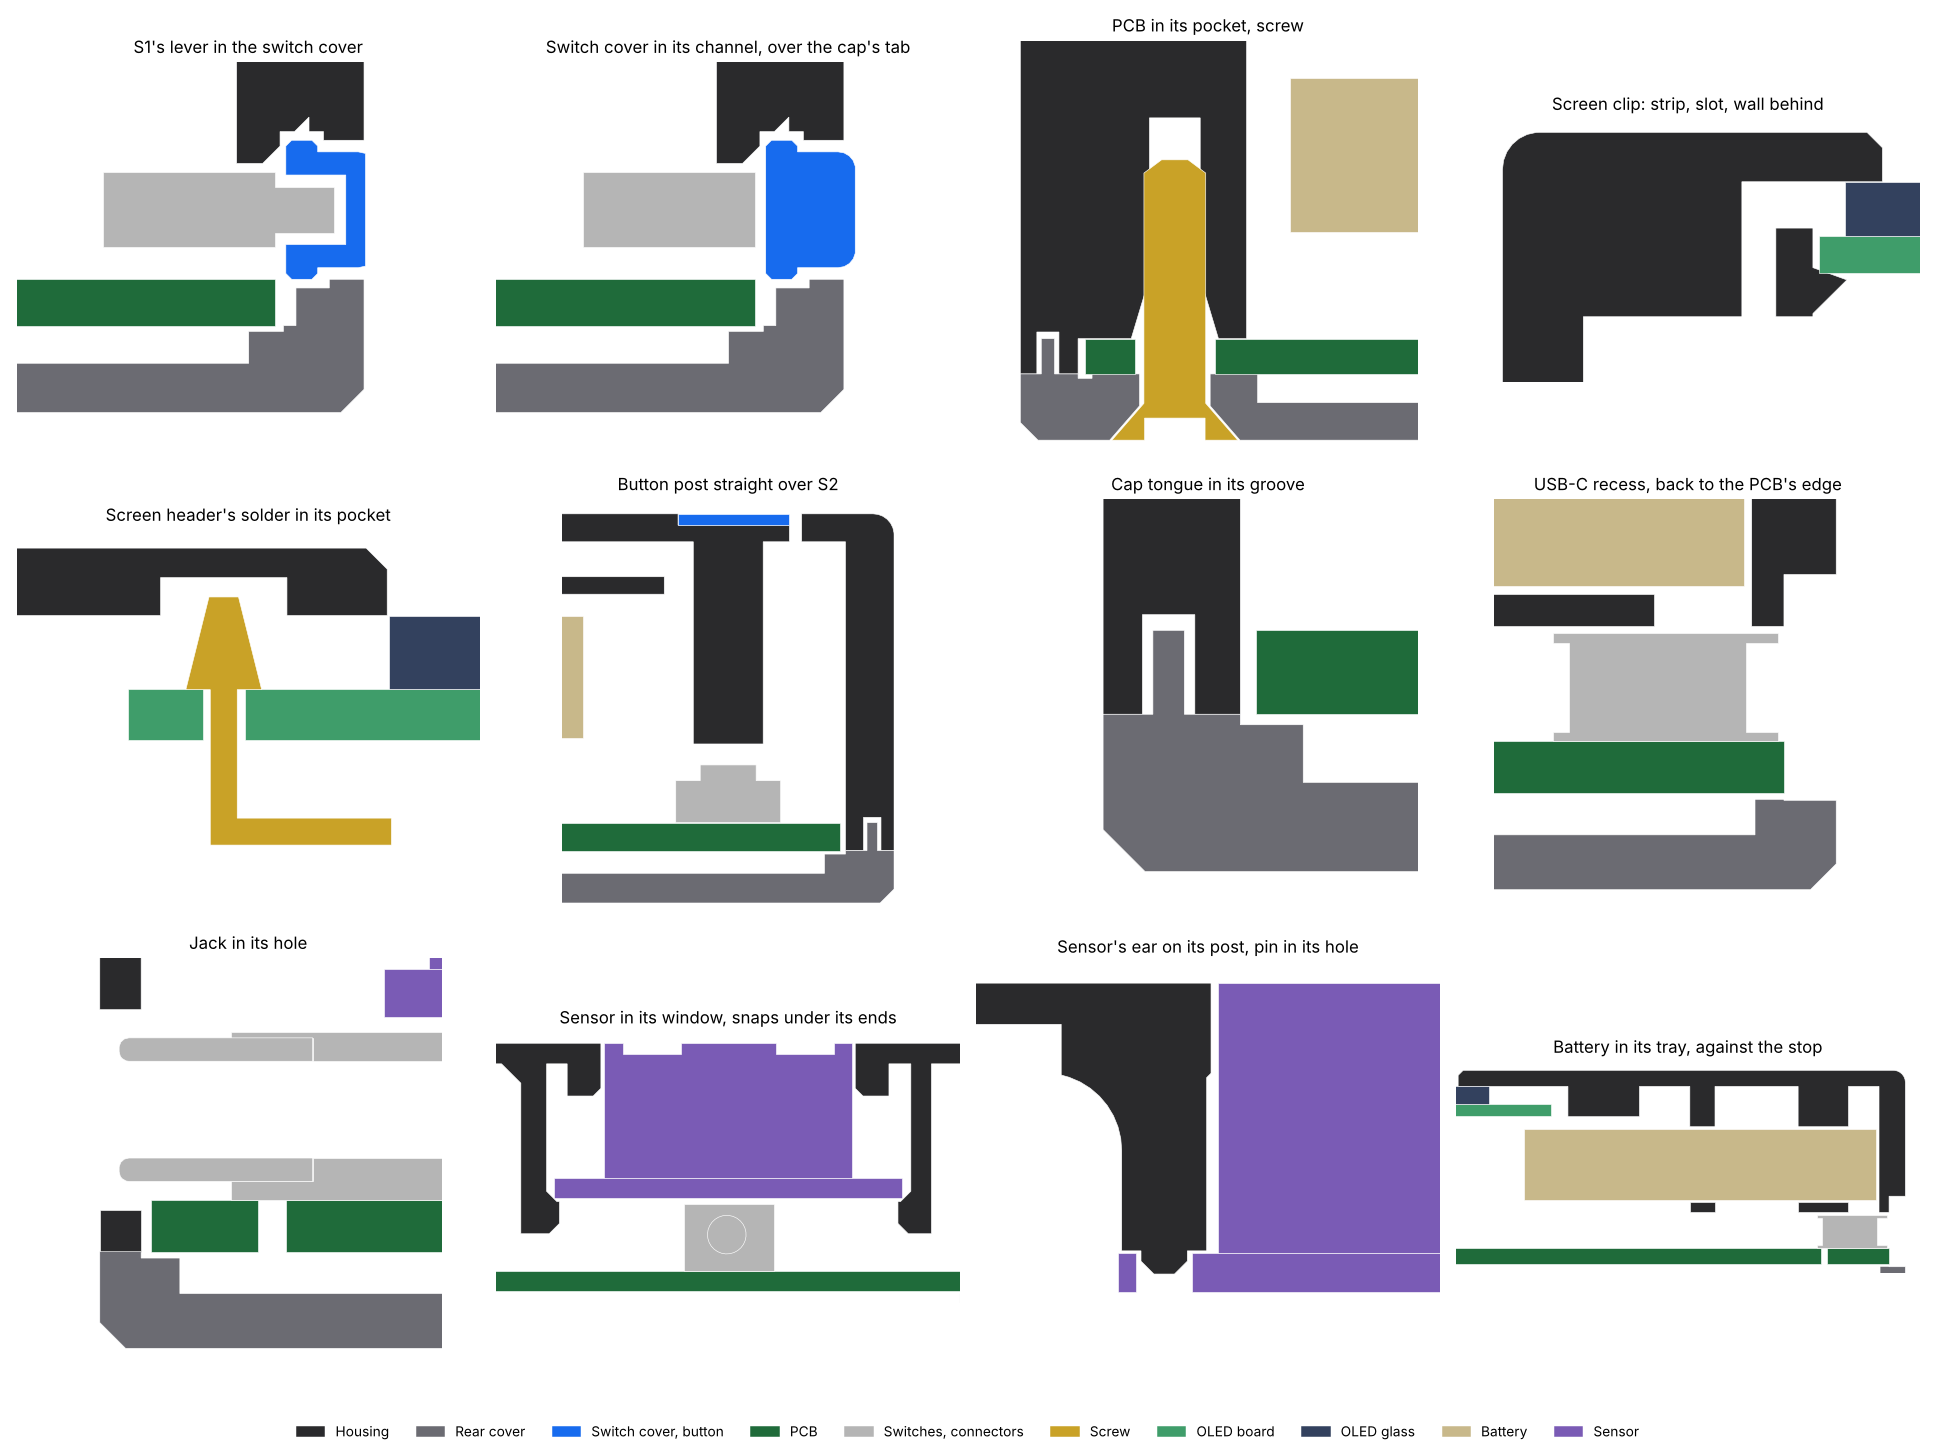 PCB in its pocket, screw
S1's lever in the switch cover
Switch cover in its channel, over the cap's tab
Screen clip: strip, slot, wall behind
Screen header's solder in its pocket
Button post straight over S2
Cap tongue in its groove
USB-C recess, back to the PCB's edge
Jack in its hole
Sensor in its window, snaps under its ends
Sensor's ear on its post, pin in its hole
Battery in its tray, against the stop
Housing
Rear cover
Switch cover, button
PCB
Switches, connectors
Screw
OLED board
OLED glass
Battery
Sensor